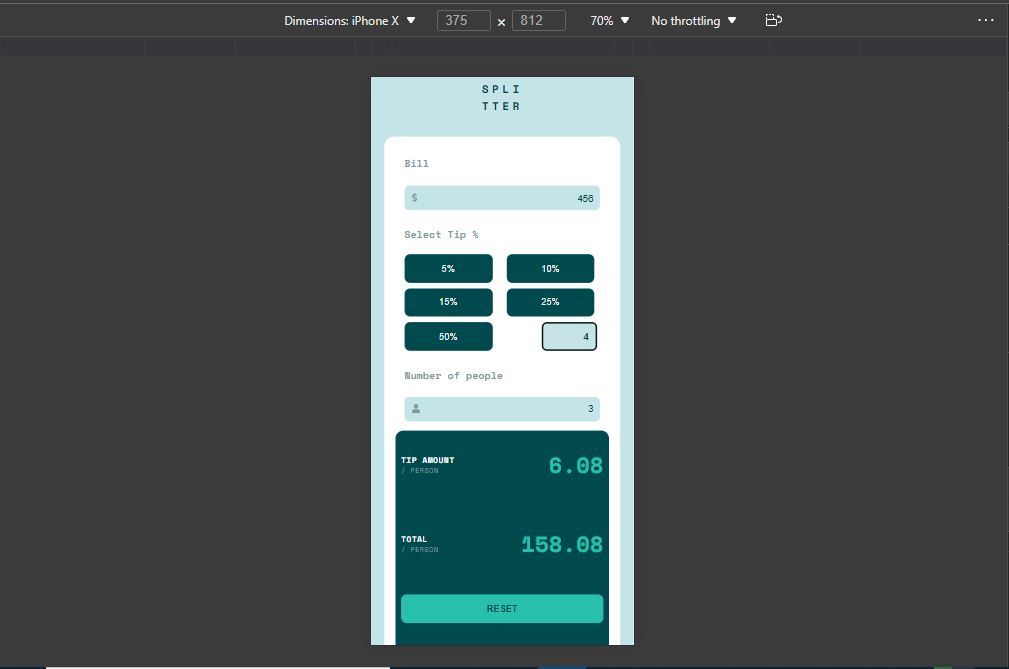 Dimensions: iPhone X 375 × 812 70% No throttling
SPLI
TTER
Bill
$ 456
Select Tip %
5% 10%
15% 25%
50% 4
Number of people
3
TIP AMOUNT 6.08
/ PERSON
TOTAL 158.08
/ PERSON
RESET